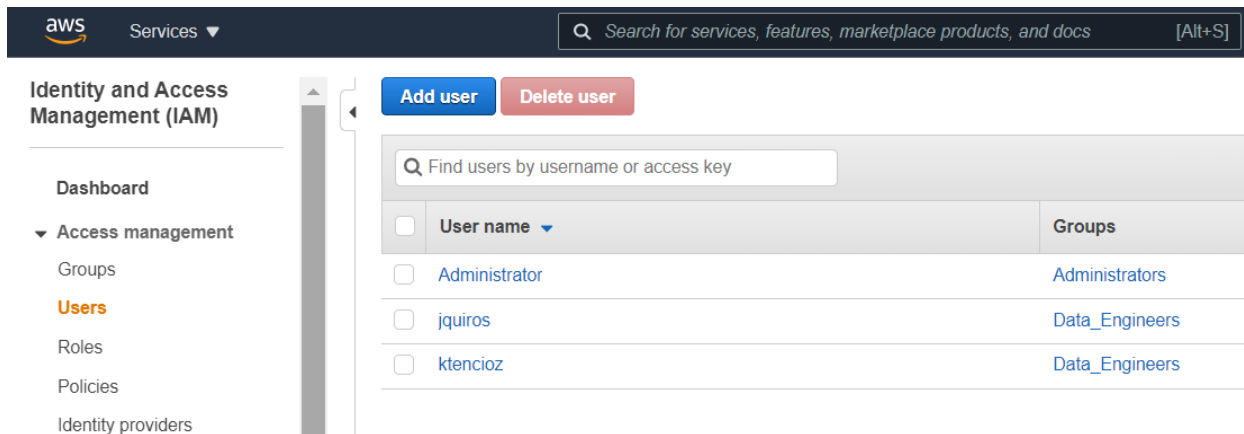 aws Services ▼ Search for services, features, marketplace products, and docs [Alt+S]
Identity and Access
Management (IAM)
Dashboard
Access management
Groups
Users
Roles
Policies
Identity providers
Add user Delete user
Find users by username or access key
User name Groups
Administrator Administrators
jquiros Data_Engineers
ktencioz Data_Engineers